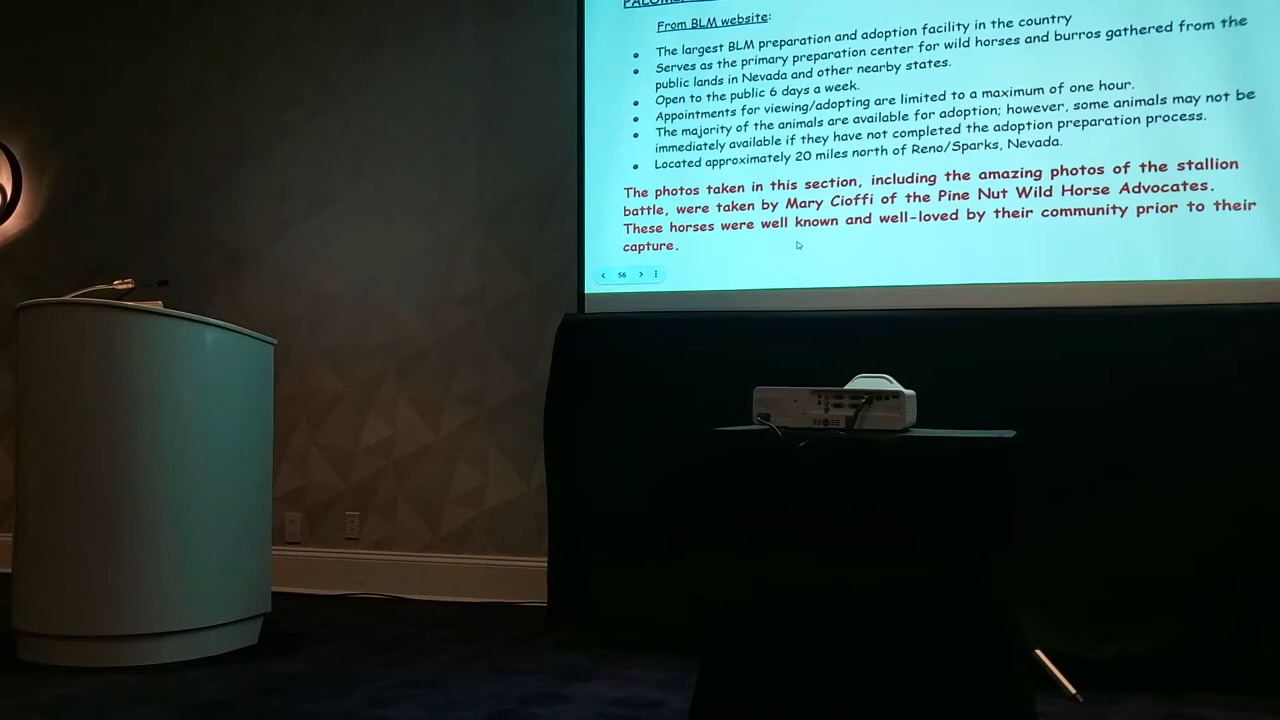 From BLM website:
• The largest BLM preparation and adoption facility in the country
• Serves as the primary preparation center for wild horses and burros gathered from the
public lands in Nevada and other nearby states.
• Open to the public 6 days a week.
• Appointments for viewing/adopting are limited to a maximum of one hour.
• The majority of the animals are available for adoption; however, some animals may not be
immediately available if they have not completed the adoption preparation process.
• Located approximately 20 miles north of Reno/Sparks, Nevada.
The photos taken in this section, including the amazing photos of the stallion
battle, were taken by Mary Cioffi of the Pine Nut Wild Horse Advocates.
These horses were well known and well-loved by their community prior to their
capture.
56